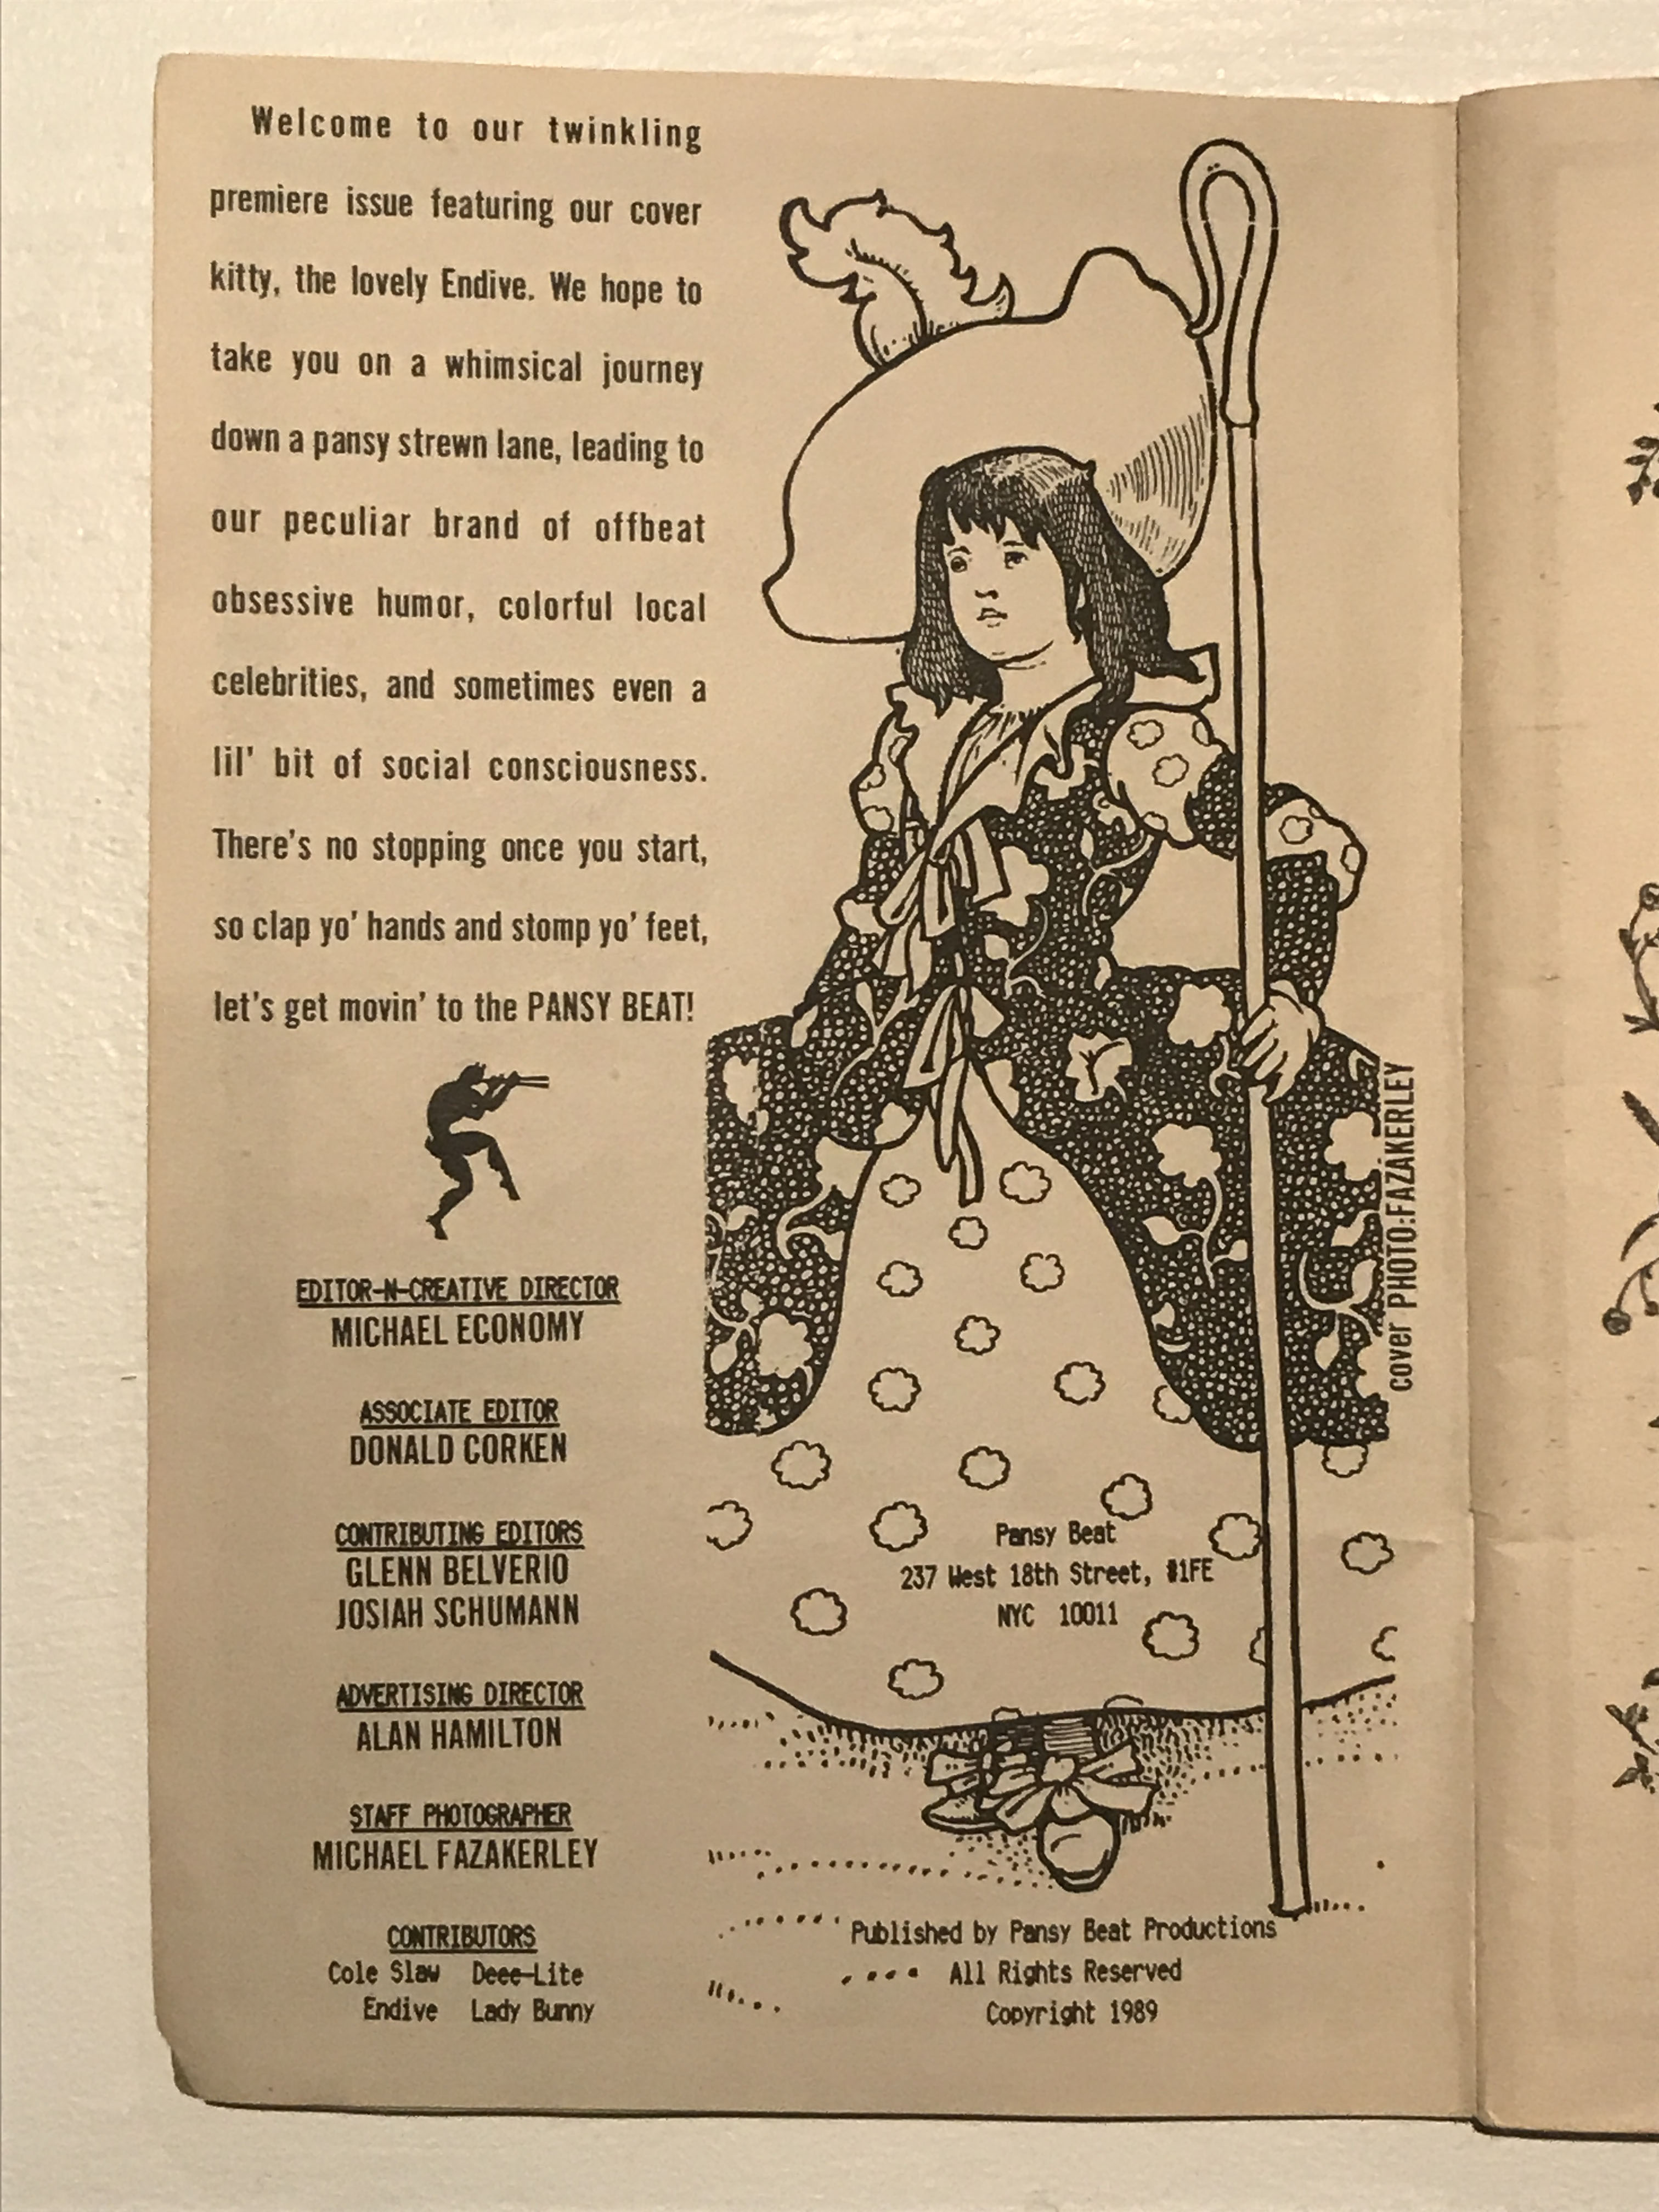 Welcome to our twinkling
premiere issue featuring our cover
kitty, the lovely Endive. We hope to
take you on a whimsical journey
down a pansy strewn lane, leading to
our peculiar brand of offbeat
obsessive humor, colorful local
celebrities, and sometimes even a
lil' bit of social consciousness.
There's no stopping once you start,
so clap yo' hands and stomp yo' feet,
let's get movin' to the PANSY BEAT!
EDITOR-N-CREATIVE DIRECTOR
MICHAEL ECONOMY
ASSOCIATE EDITOR
DONALD CORKEN
CONTRIBUTING EDITORS
GLENN BELVERIO
JOSIAH SCHUMANN
ADVERTISING DIRECTOR
ALAN HAMILTON
STAFF PHOTOGRAPHER
MICHAEL FAZAKERLEY
CONTRIBUTORS
Cole Slaw Deee-Lite
Endive Lady Bunny
cover PHOTO:FAZAKERLEY
Pansy Beat
237 West 18th Street, #1FE
NYC 10011
Published by Pansy Beat Productions
All Rights Reserved
Copyright 1989